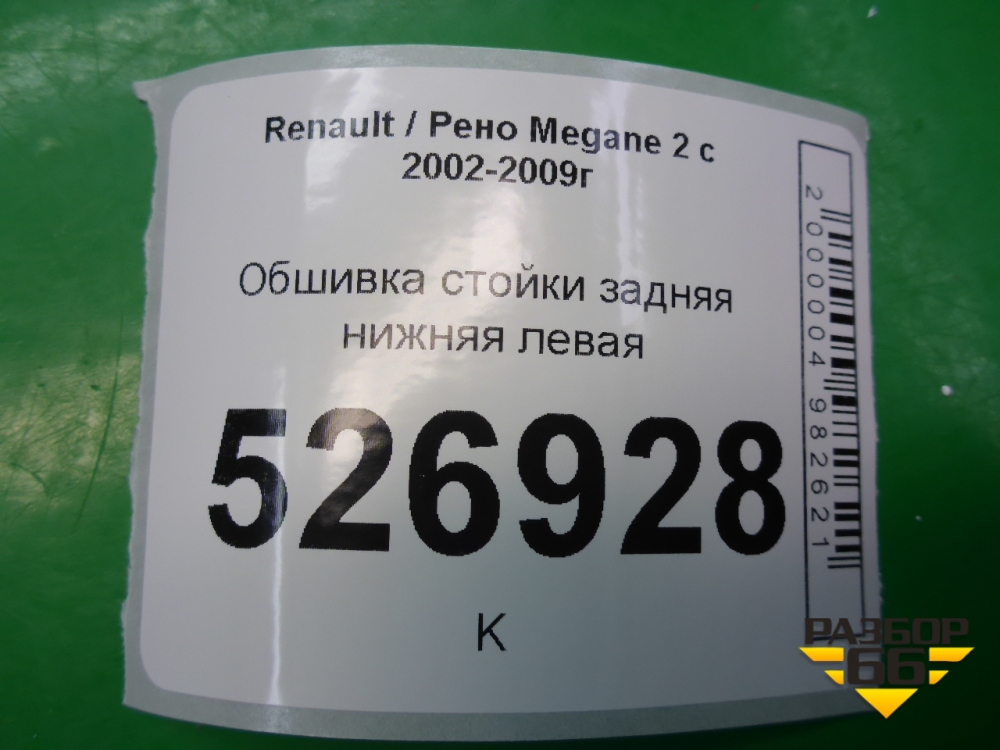 Renault / Рено Megane 2 с
2002-2009г
Обшивка стойки задняя
нижняя левая
526928
К
2000004982621
РАЗБОР
66